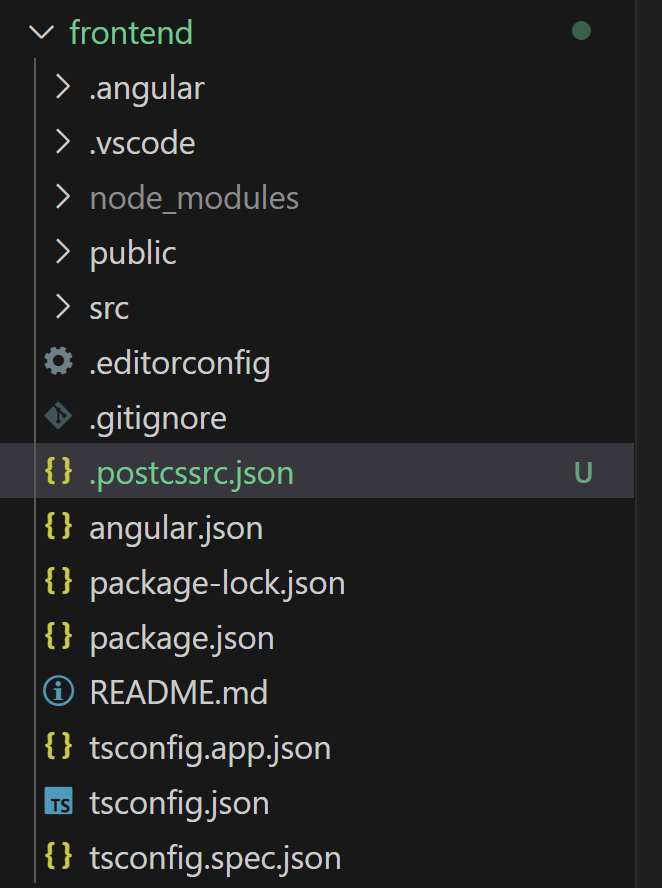 frontend
.angular
.vscode
node_modules
public
src
.editorconfig
.gitignore
{} .postcssrc.json U
{} angular.json
{} package-lock.json
{} package.json
README.md
{} tsconfig.app.json
TS tsconfig.json
{} tsconfig.spec.json